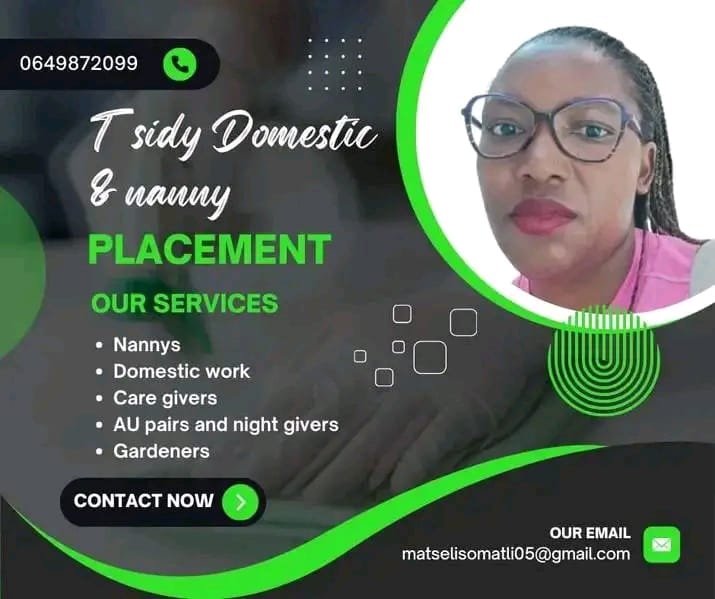 0649872099
T sidy Domestic
& nanny
PLACEMENT
OUR SERVICES
• Nannys
• Domestic work
• Care givers
• AU pairs and night givers
• Gardeners
CONTACT NOW
OUR EMAIL
matselisomatli05@gmail.com